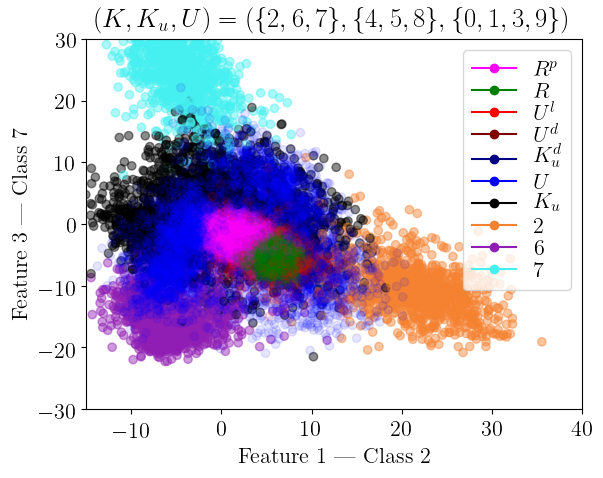 (K, K_u, U) = ({2, 6, 7}, {4, 5, 8}, {0, 1, 3, 9})
30
20
10
0
−10
−20
−30
Feature 3 — Class 7
R^p
R
U^l
U^d
K_u^d
U
K_u
2
6
7
−10
0
10
20
30
40
Feature 1 — Class 2